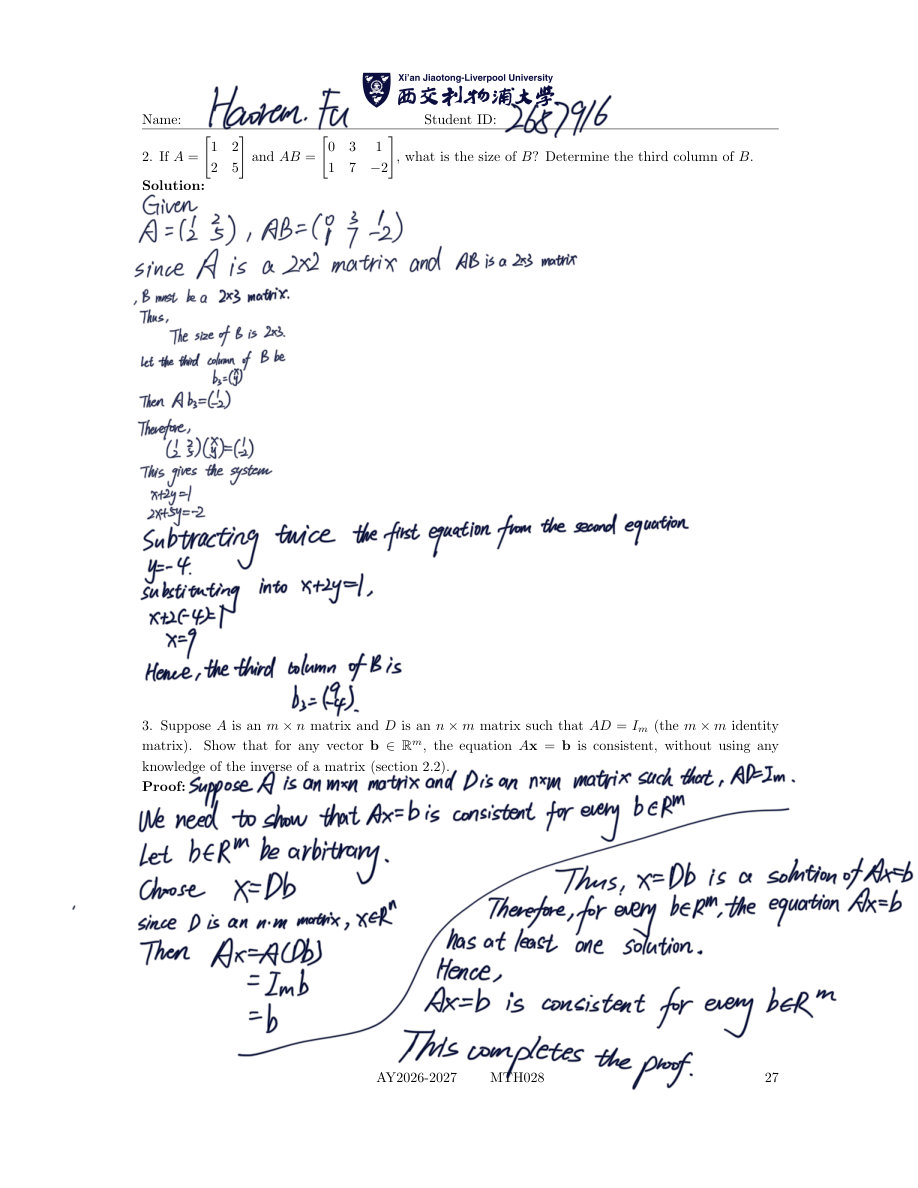 Xi'an Jiaotong-Liverpool University
西交利物浦大学
Name: Haoren. Fu Student ID: 2687916
2. If A = [1 2; 2 5] and AB = [0 3 1; 1 7 −2], what is the size of B? Determine the third column of B.
Solution:
Given
A=(1 2; 2 5), AB=(0 3 1; 1 7 -2)
since A is a 2×2 matrix and AB is a 2×3 matrix
, B must be a 2×3 matrix.
Thus,
The size of B is 2×3.
Let the third column of B be
b₃=(x; y)
Then A b₃=(1; -2)
Therefore,
(1 2; 2 5)(x; y)=(1; -2)
This gives the system
x+2y=1
2x+5y=-2
Subtracting twice the first equation from the second equation
y=-4.
substituting into x+2y=1,
x+2(-4)=1
x=9
Hence, the third column of B is
b₃=(9; -4).
3. Suppose A is an m × n matrix and D is an n × m matrix such that AD = Iₘ (the m × m identity
matrix). Show that for any vector b ∈ ℝᵐ, the equation Ax = b is consistent, without using any
knowledge of the inverse of a matrix (section 2.2).
Proof: Suppose A is an m×n matrix and D is an n×m matrix such that, AD=Im.
We need to show that Ax=b is consistent for every b∈Rᵐ
Let b∈Rᵐ be arbitrary.
Choose x=Db
since D is an n·m matrix, x∈Rⁿ
Then Ax=A(Db)
=Imb
=b
Thus, x=Db is a solution of Ax=b
Therefore, for every b∈Rᵐ, the equation Ax=b
has at least one solution.
Hence,
Ax=b is consistent for every b∈Rᵐ
This completes the proof.
AY2026-2027 MTH028 27